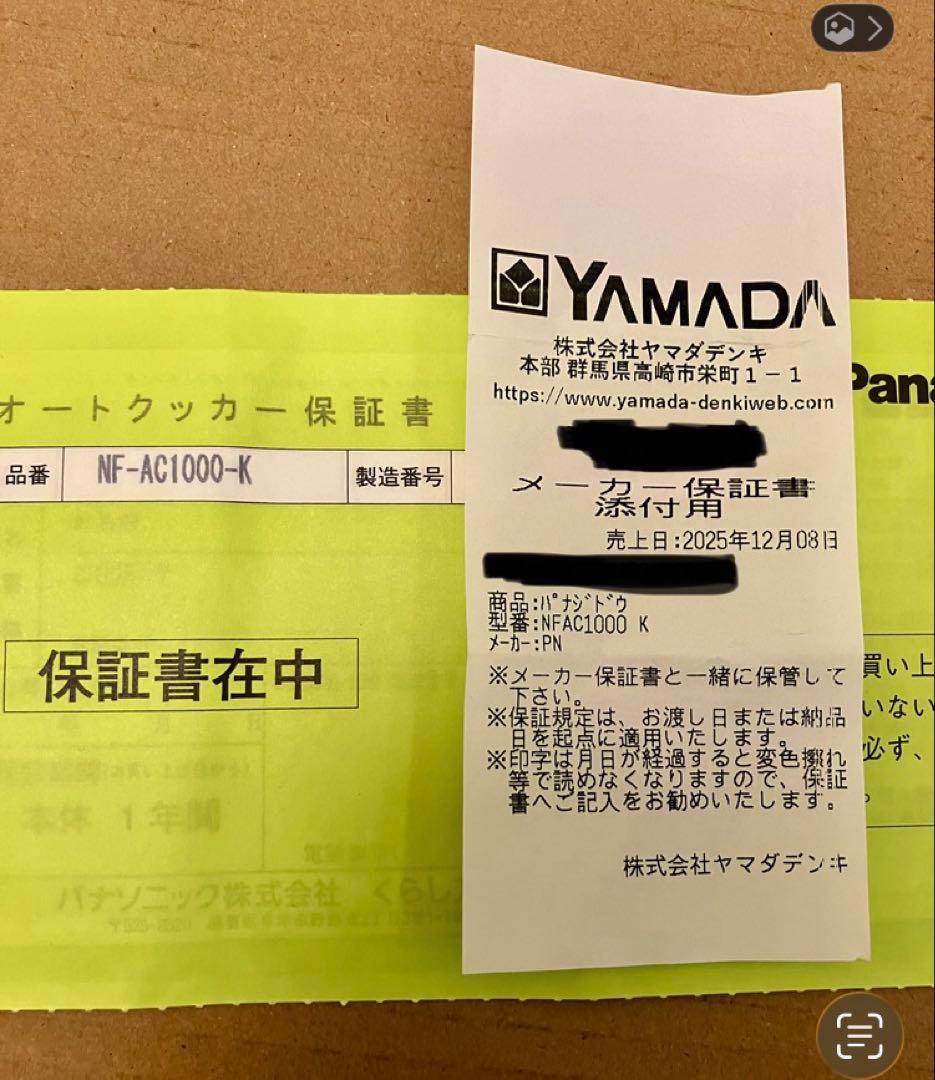 YAMADA
株式会社ヤマダデンキ
本部 群馬県高崎市栄町1-1
https://www.yamada-denkiweb.com
メーカー保証書
添付用
売上日:2025年12月08日
商品:ﾊﾟﾅｼﾞﾄﾞｳ
型番:NFAC1000 K
ﾒｰｶｰ:PN
※メーカー保証書と一緒に保管して
下さい。
※保証規定は、お渡し日または納品
日を起点に適用いたします。
※印字は月日が経過すると変色擦れ
等で読めなくなりますので、保証
書へご記入をお勧めいたします。
株式会社ヤマダデンキ
オートクッカー保証書
品番 NF-AC1000-K 製造番号
保証書在中
本体 1年間
パナソニック株式会社 くらし
Pana
買い上
いない
必ず、